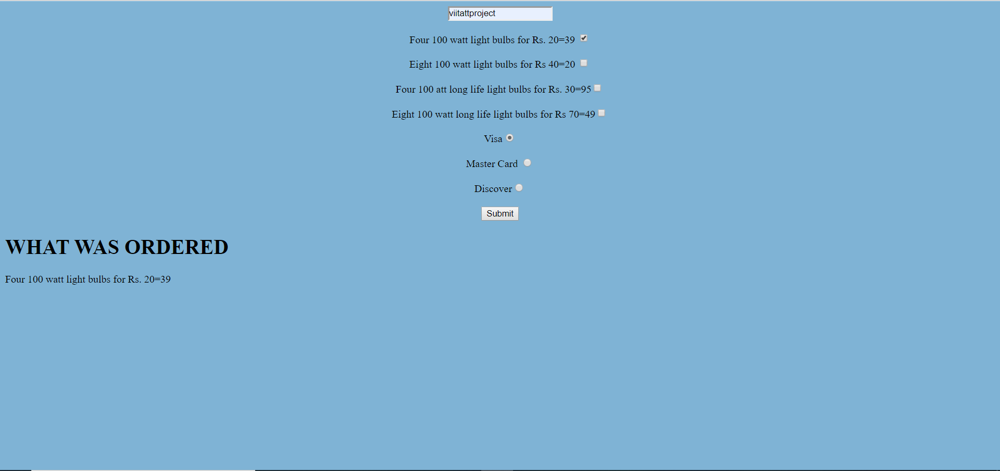 viitattproject
Four 100 watt light bulbs for Rs. 20=39
Eight 100 watt light bulbs for Rs 40=20
Four 100 att long life light bulbs for Rs. 30=95
Eight 100 watt long life light bulbs for Rs 70=49
Visa
Master Card
Discover
Submit
WHAT WAS ORDERED
Four 100 watt light bulbs for Rs. 20=39